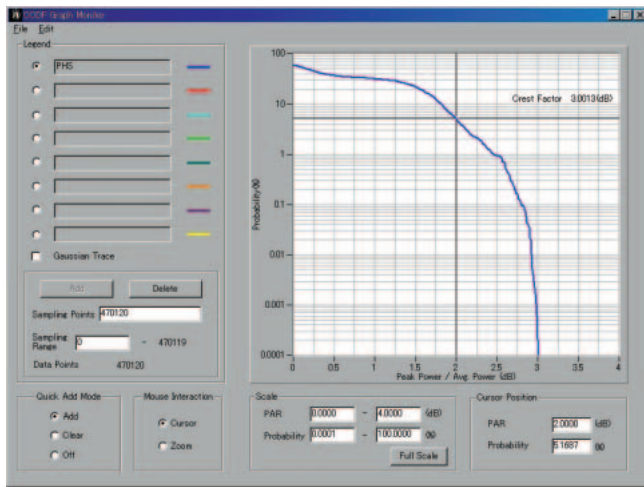 CCDF Graph Monitor
File Edit
Legend
PHS
Gaussian Trace
Add Delete
Sampling Points 470120
Sampling Range 0 - 470119
Data Points 470120
Quick Add Mode
Add
Clear
Off
Mouse Interaction
Cursor
Zoom
Probability(%)
100
10
1
0.1
0.01
0.001
0.0001
Crest Factor 3.0013(dB)
0 0.5 1 1.5 2 2.5 3 3.5 4
Peak Power / Avg. Power (dB)
Scale
PAR 0.0000 - 4.0000 (dB)
Probability 0.0001 - 100.0000 (%)
Full Scale
Cursor Position
PAR 2.0000 (dB)
Probability 5.1687 (%)